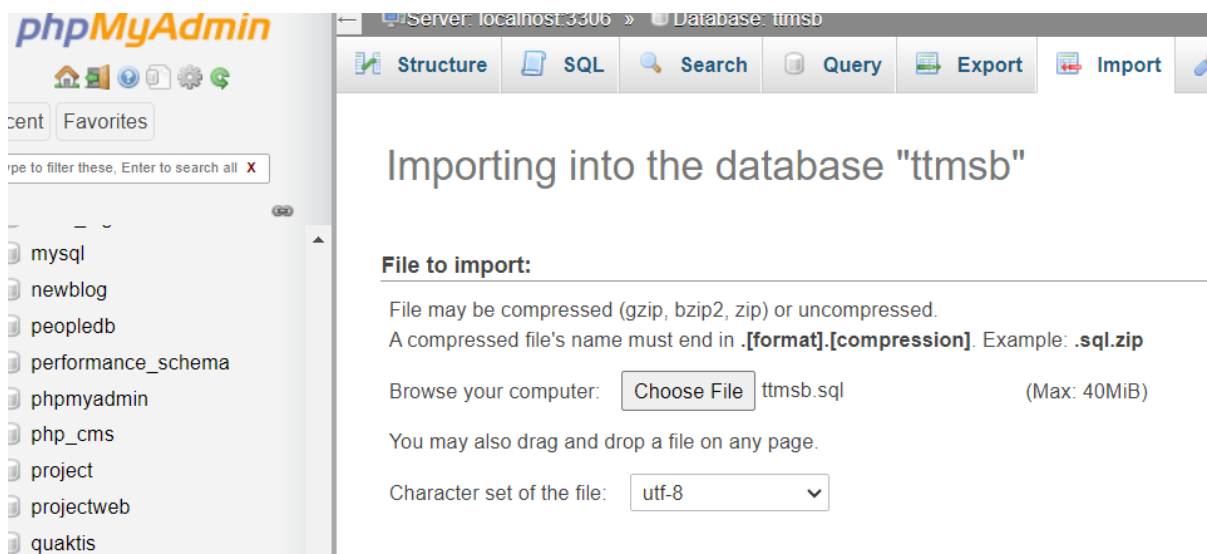 phpMyAdmin
cent Favorites
ype to filter these, Enter to search all X
mysql
newblog
peopledb
performance_schema
phpmyadmin
php_cms
project
projectweb
quaktis
Server: localhost:3306 » Database: ttmsb
Structure SQL Search Query Export Import
Importing into the database "ttmsb"
File to import:
File may be compressed (gzip, bzip2, zip) or uncompressed.
A compressed file's name must end in .[format].[compression]. Example: .sql.zip
Browse your computer: Choose File ttmsb.sql (Max: 40MiB)
You may also drag and drop a file on any page.
Character set of the file: utf-8